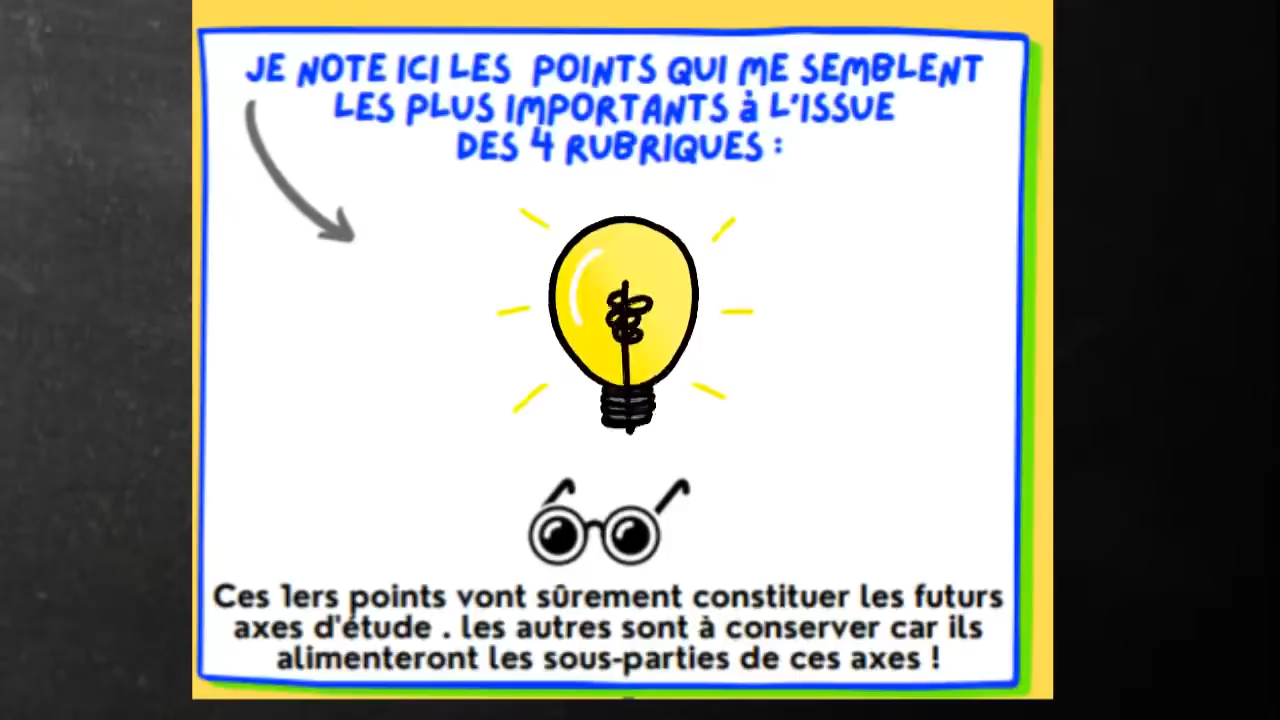 JE NOTE ICI LES POINTS QUI ME SEMBLENT
LES PLUS IMPORTANTS à L'ISSUE
DES 4 RUBRIQUES :
Ces 1ers points vont sûrement constituer les futurs
axes d'étude . les autres sont à conserver car ils
alimenteront les sous-parties de ces axes !